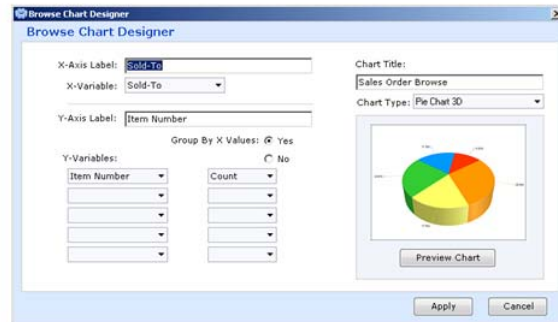 Browse Chart Designer
Browse Chart Designer
X-Axis Label: Sold-To
X-Variable: Sold-To
Y-Axis Label: Item Number
Group By X Values: Yes
No
Y-Variables:
Item Number Count
Chart Title:
Sales Order Browse
Chart Type: Pie Chart 3D
Preview Chart
Apply Cancel